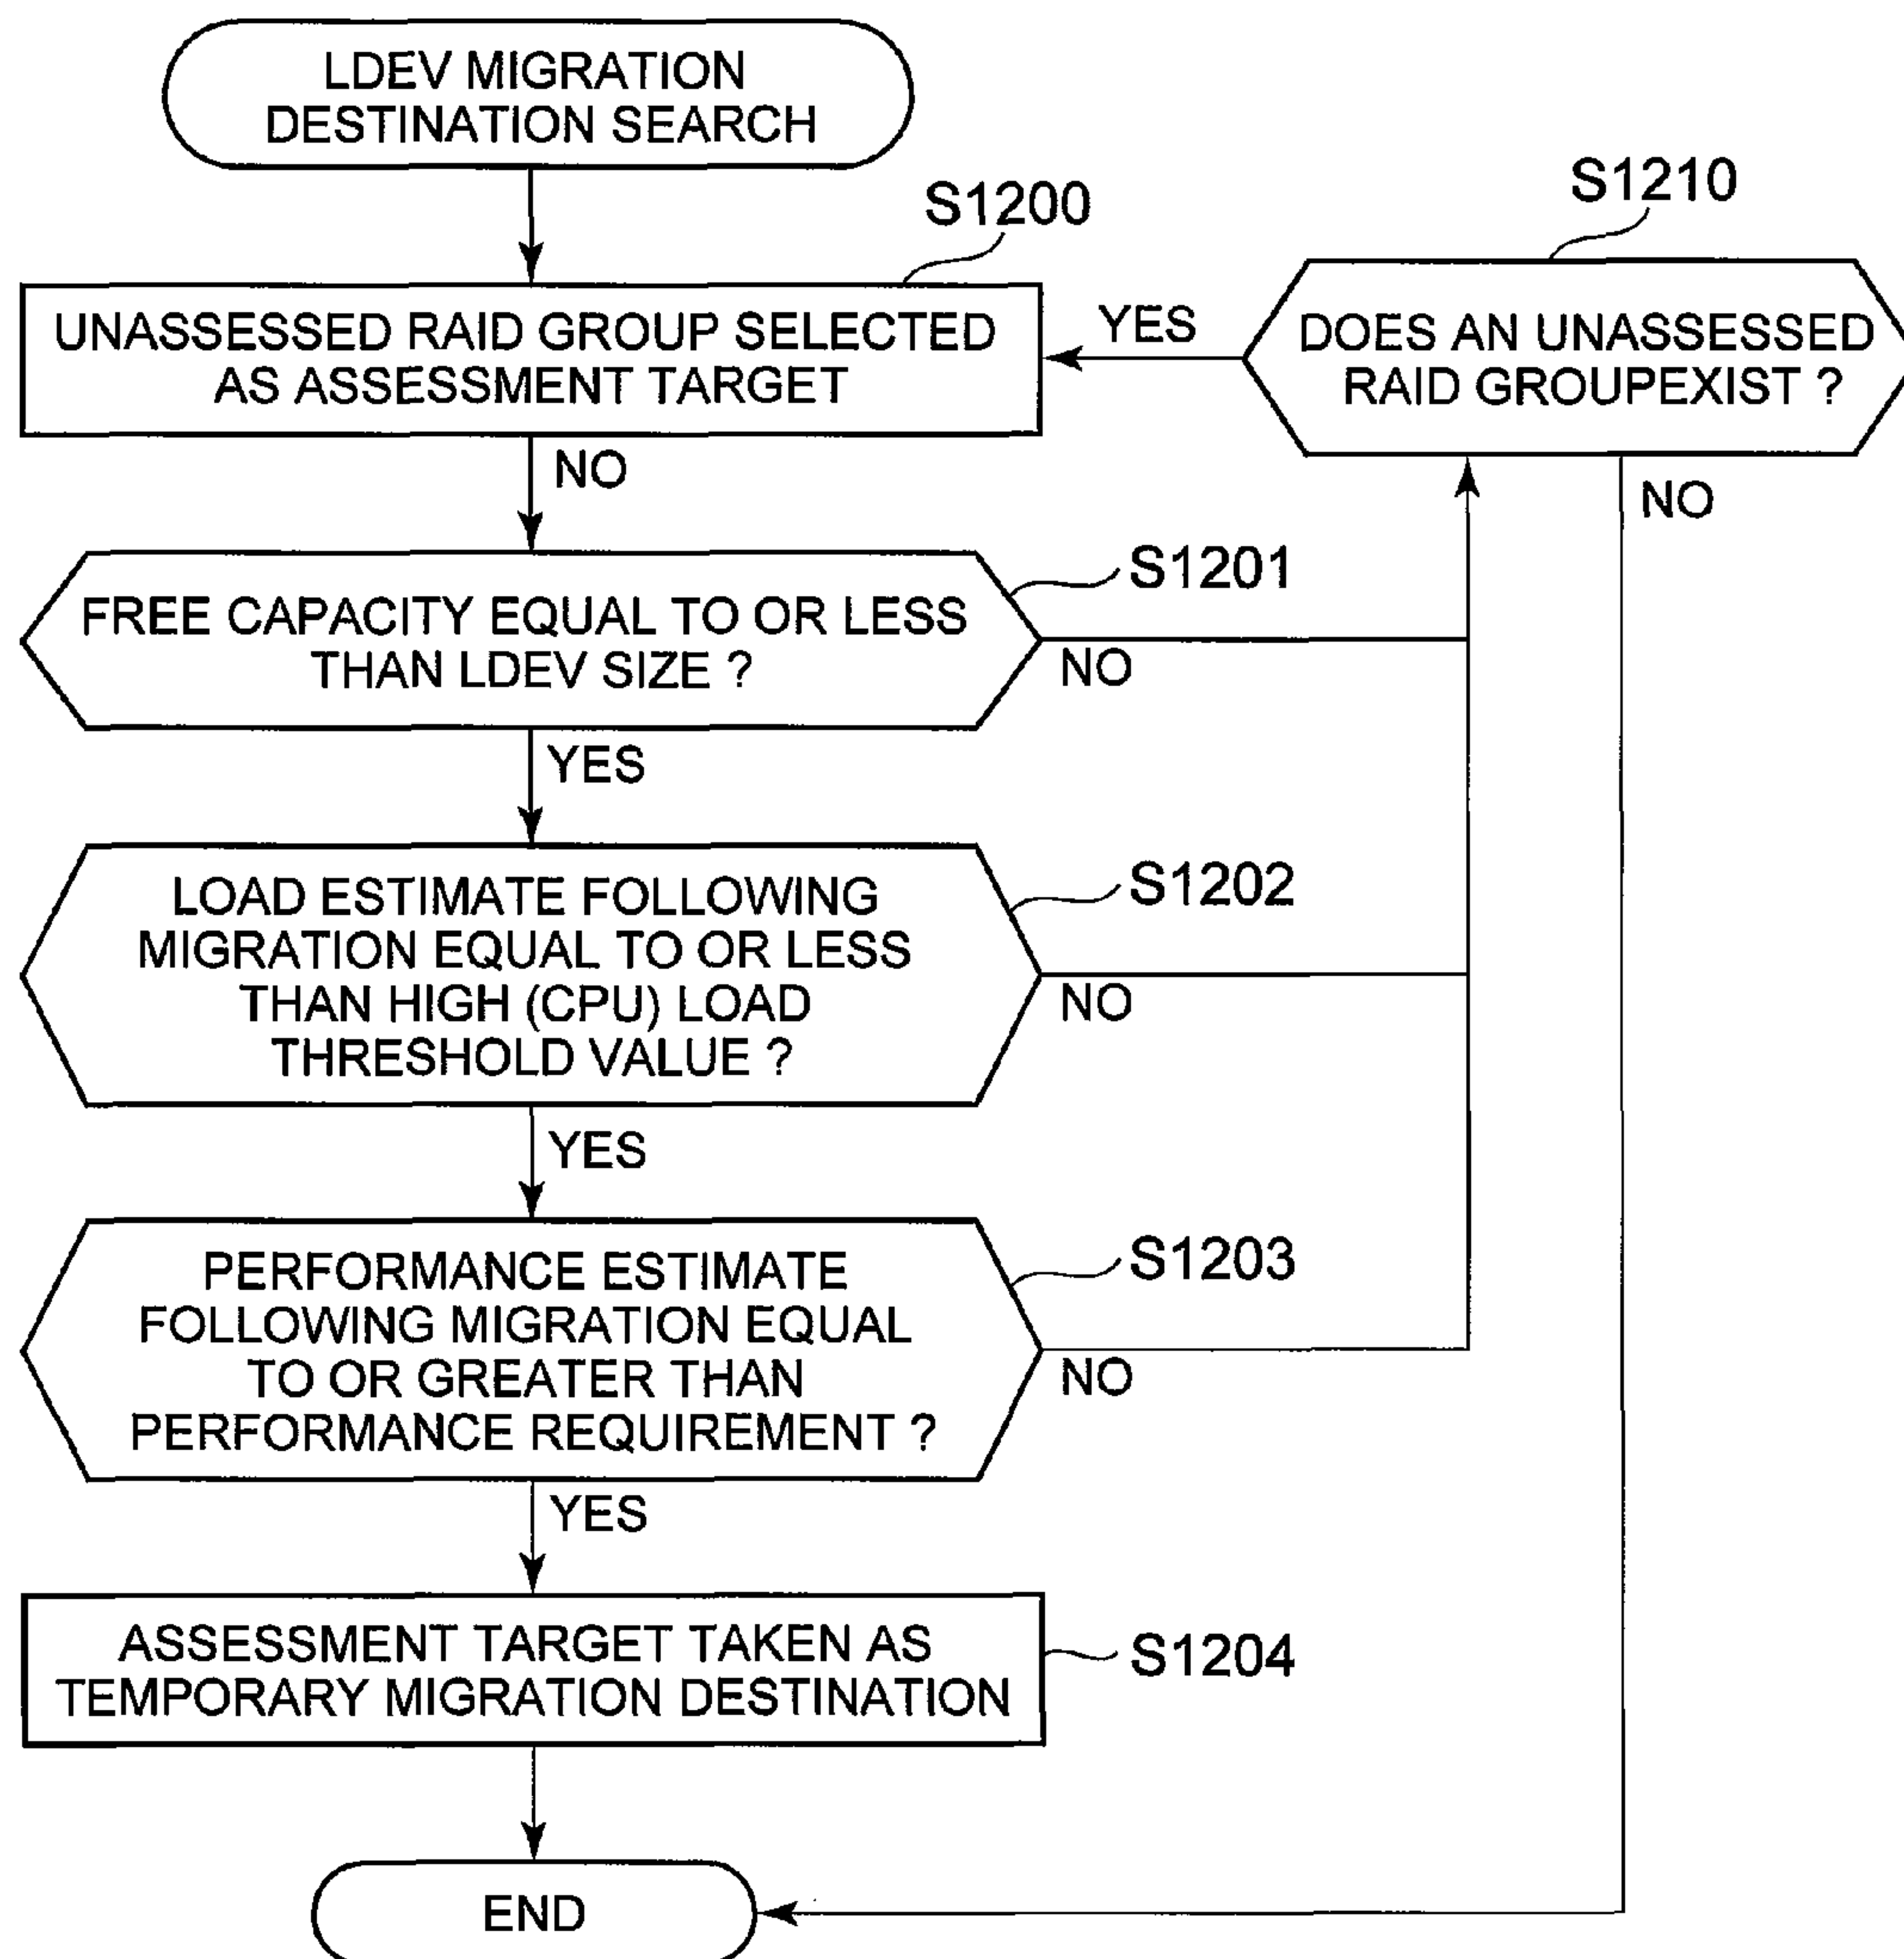 LDEV MIGRATION
DESTINATION SEARCH
S1200
S1210
UNASSESSED RAID GROUP SELECTED
AS ASSESSMENT TARGET
YES
DOES AN UNASSESSED
RAID GROUPEXIST ?
NO
NO
FREE CAPACITY EQUAL TO OR LESS
THAN LDEV SIZE ?
S1201
NO
YES
LOAD ESTIMATE FOLLOWING
MIGRATION EQUAL TO OR LESS
THAN HIGH (CPU) LOAD
THRESHOLD VALUE ?
S1202
NO
YES
PERFORMANCE ESTIMATE
FOLLOWING MIGRATION EQUAL
TO OR GREATER THAN
PERFORMANCE REQUIREMENT ?
S1203
NO
YES
ASSESSMENT TARGET TAKEN AS
TEMPORARY MIGRATION DESTINATION
S1204
END